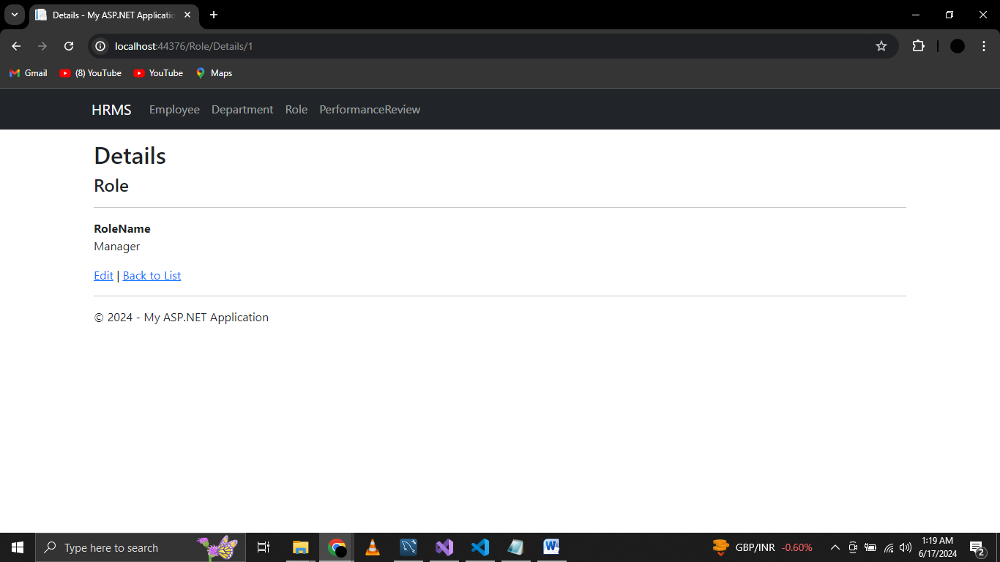 Details - My ASP.NET Applicatio
localhost:44376/Role/Details/1
Gmail (8) YouTube YouTube Maps
HRMS Employee Department Role PerformanceReview
Details
Role
RoleName
Manager
Edit | Back to List
© 2024 - My ASP.NET Application
Type here to search GBP/INR -0.60% 1:19 AM
6/17/2024 2